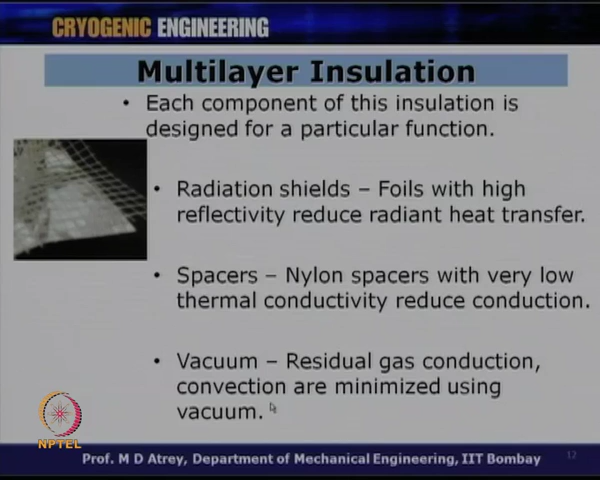 CRYOGENIC ENGINEERING
Multilayer Insulation
• Each component of this insulation is
designed for a particular function.
• Radiation shields – Foils with high
reflectivity reduce radiant heat transfer.
• Spacers – Nylon spacers with very low
thermal conductivity reduce conduction.
• Vacuum – Residual gas conduction,
convection are minimized using
vacuum.
NPTEL
Prof. M D Atrey, Department of Mechanical Engineering, IIT Bombay
12